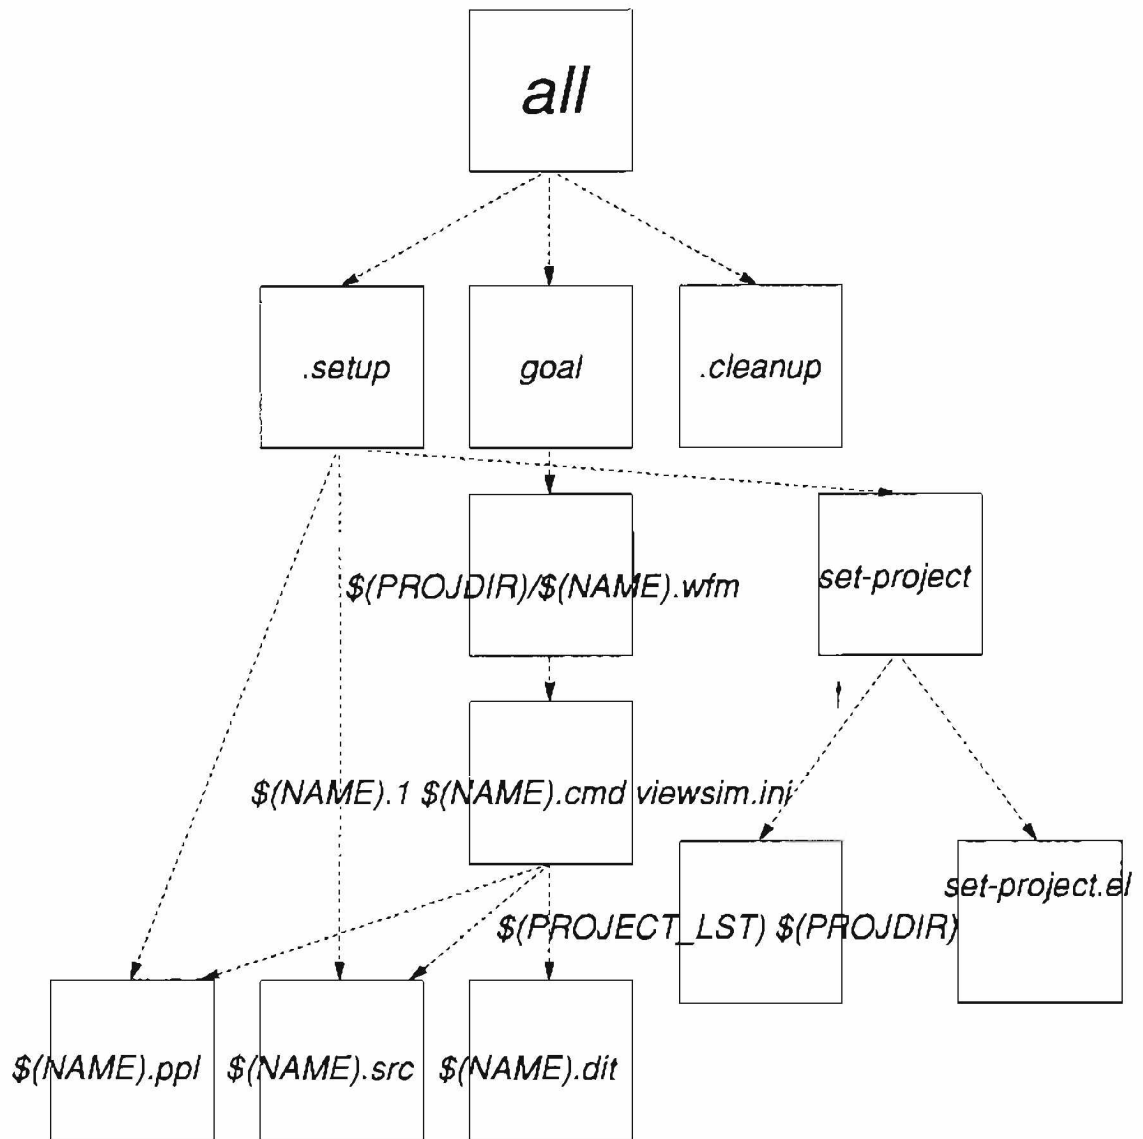 all
.setup
goal
.cleanup
$(PROJDIR)/$(NAME).wfm
set-project
$(NAME).1 $(NAME).cmd viewsim.ini
set-project.el
$(PROJECT_LST) $(PROJDIR)
$(NAME).ppl
$(NAME).src
$(NAME).dit